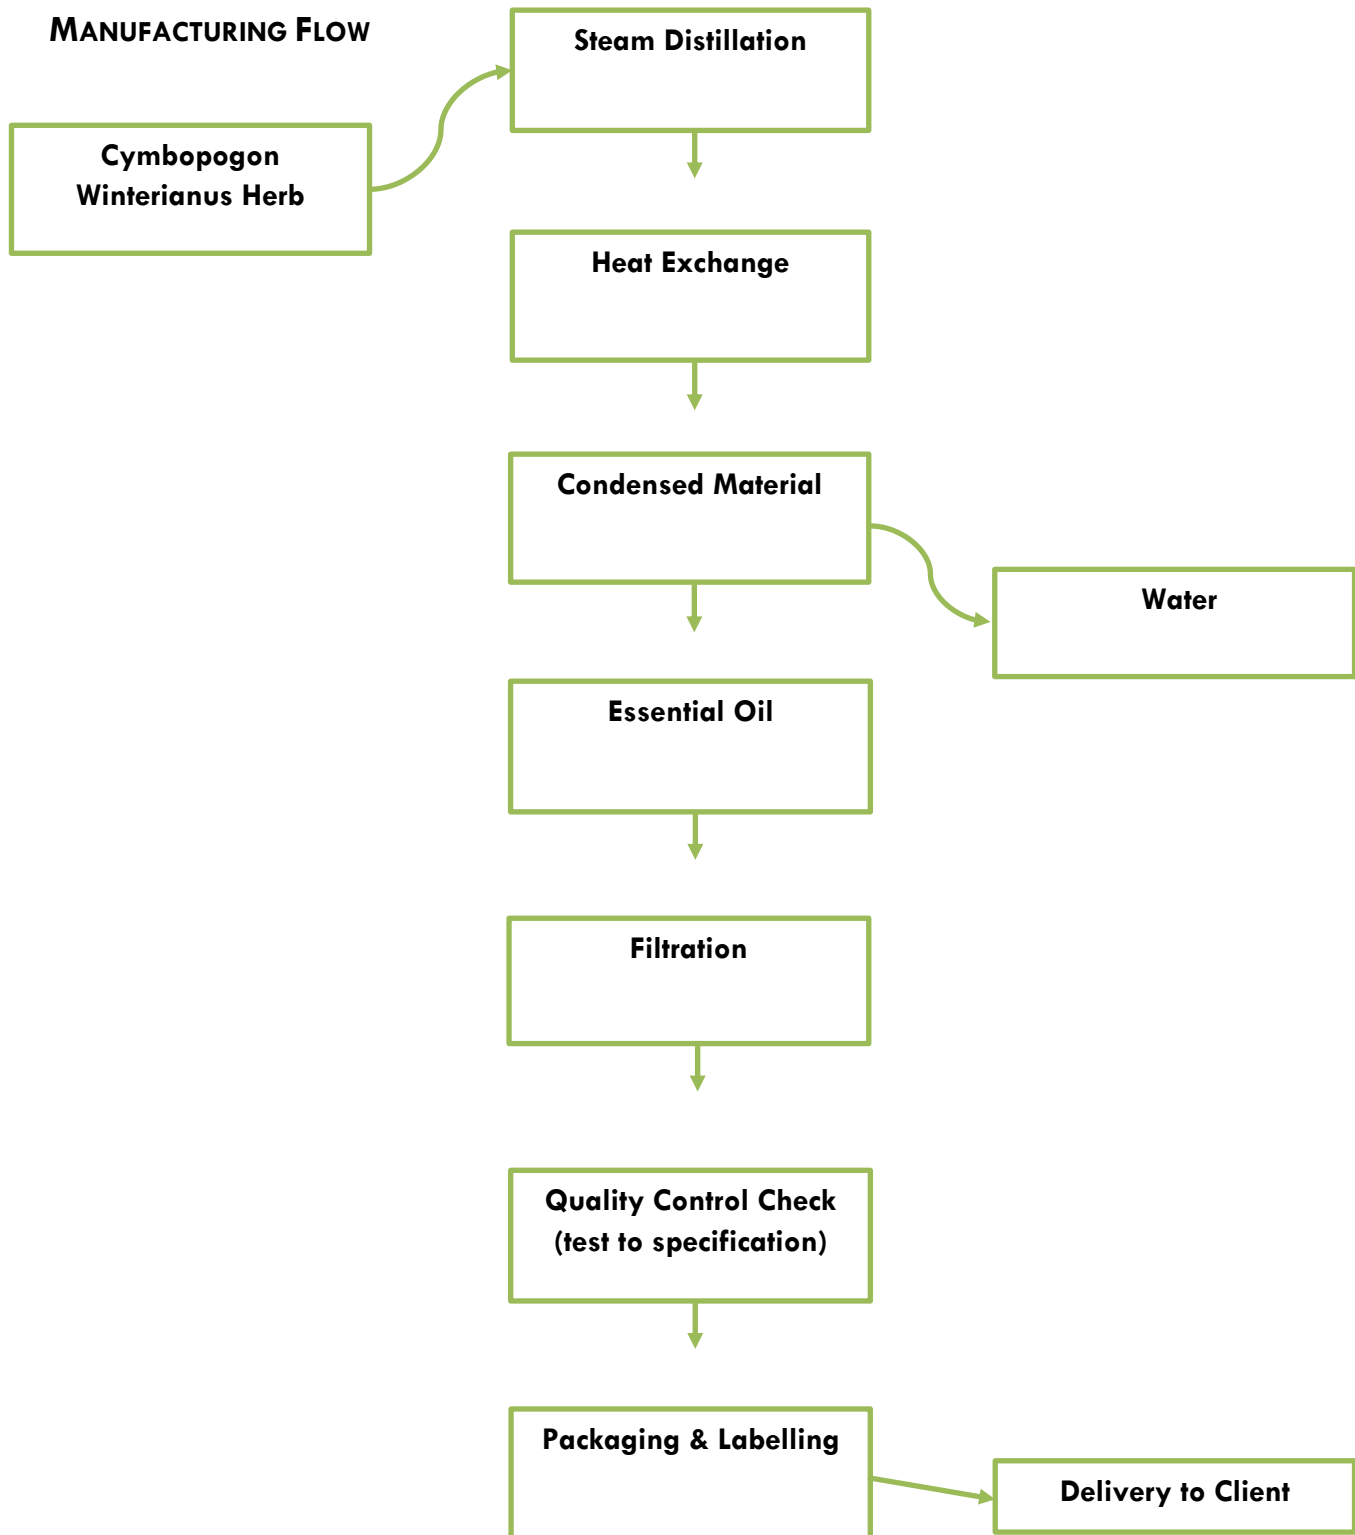 MANUFACTURING FLOW
Steam Distillation
Cymbopogon
Winterianus Herb
Heat Exchange
Condensed Material
Water
Essential Oil
Filtration
Quality Control Check
(test to specification)
Packaging & Labelling
Delivery to Client